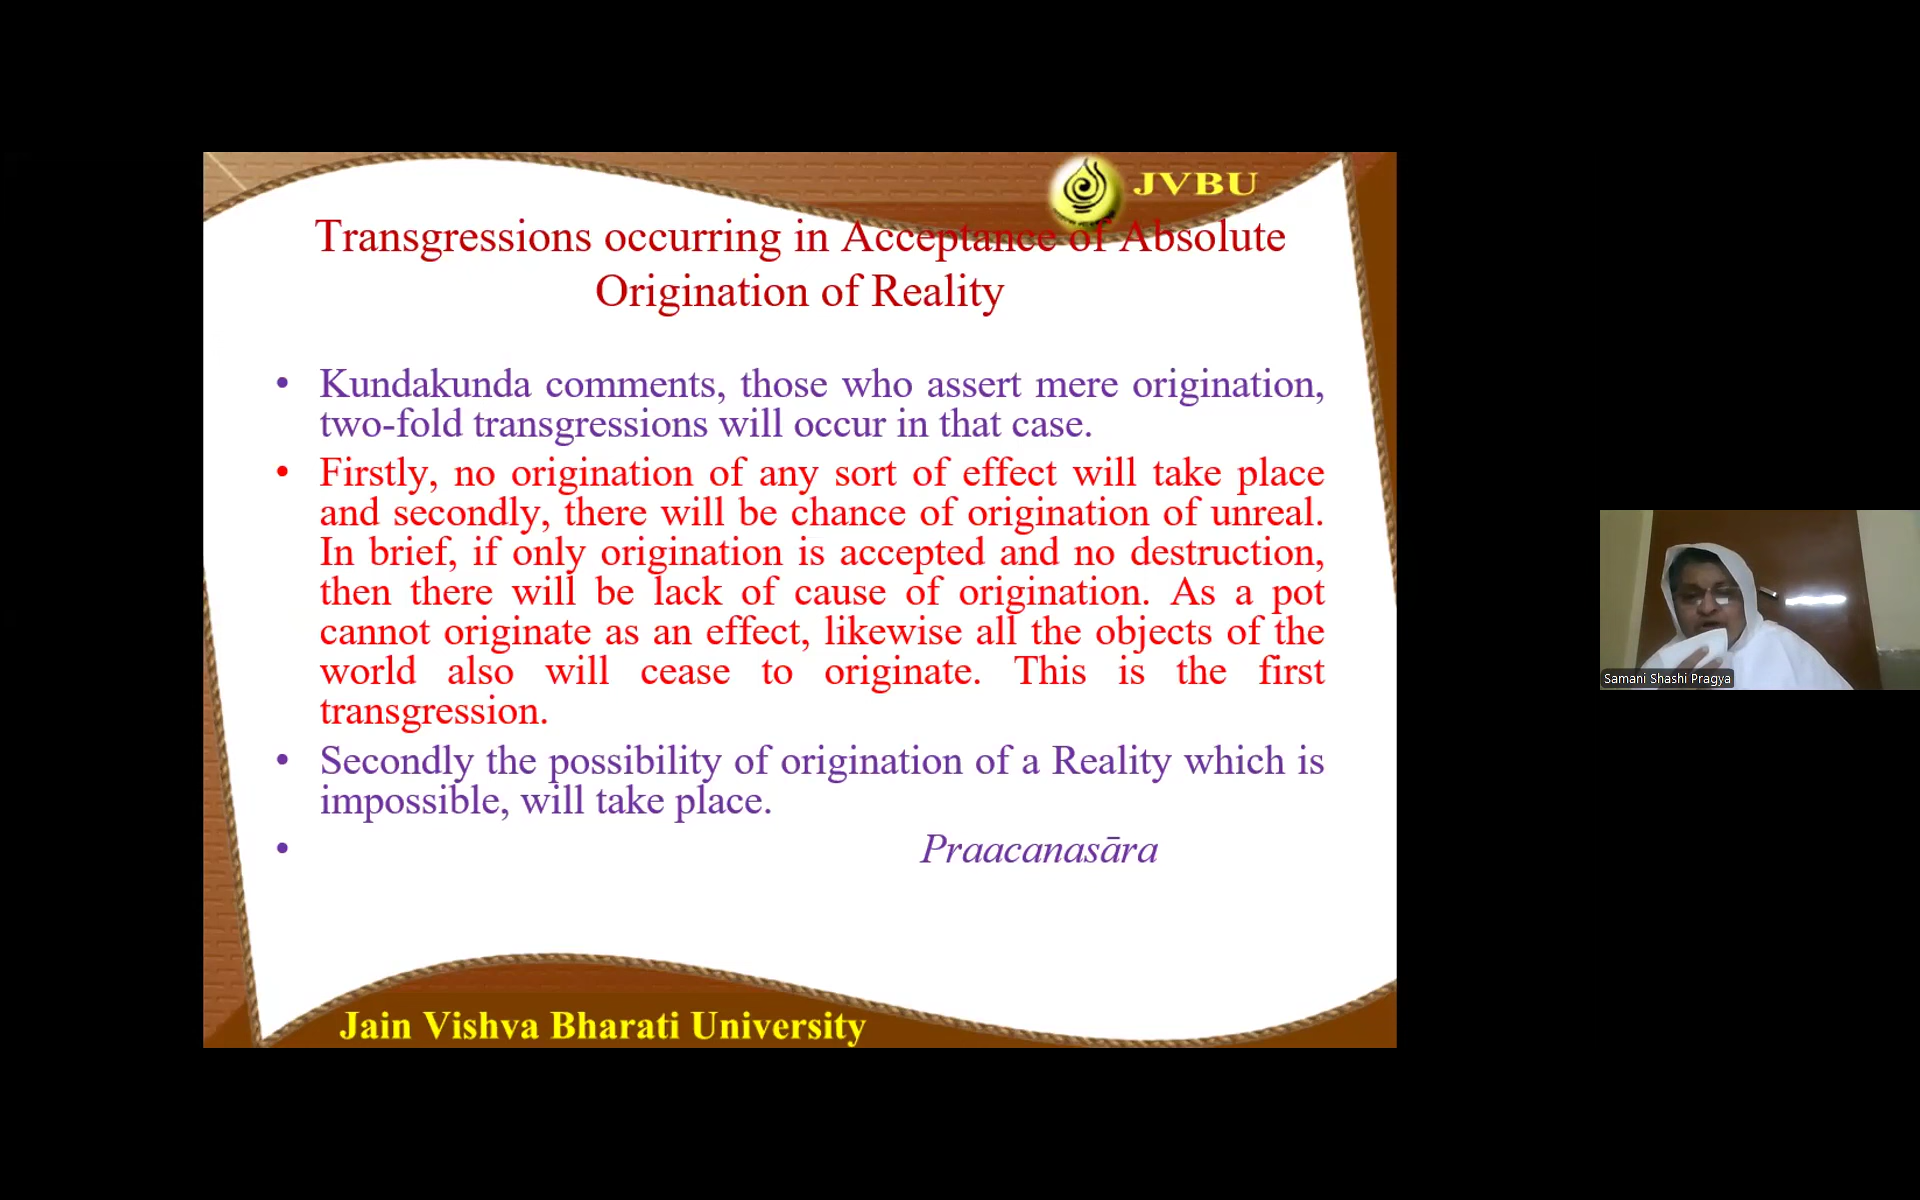 JVBU
Transgressions occurring in Acceptance of Absolute
Origination of Reality
• Kundakunda comments, those who assert mere origination,
two-fold transgressions will occur in that case.
• Firstly, no origination of any sort of effect will take place
and secondly, there will be chance of origination of unreal.
In brief, if only origination is accepted and no destruction,
then there will be lack of cause of origination. As a pot
cannot originate as an effect, likewise all the objects of the
world also will cease to originate. This is the first
transgression.
• Secondly the possibility of origination of a Reality which is
impossible, will take place.
• Praacanasāra
Jain Vishva Bharati University
Samani Shashi Pragya